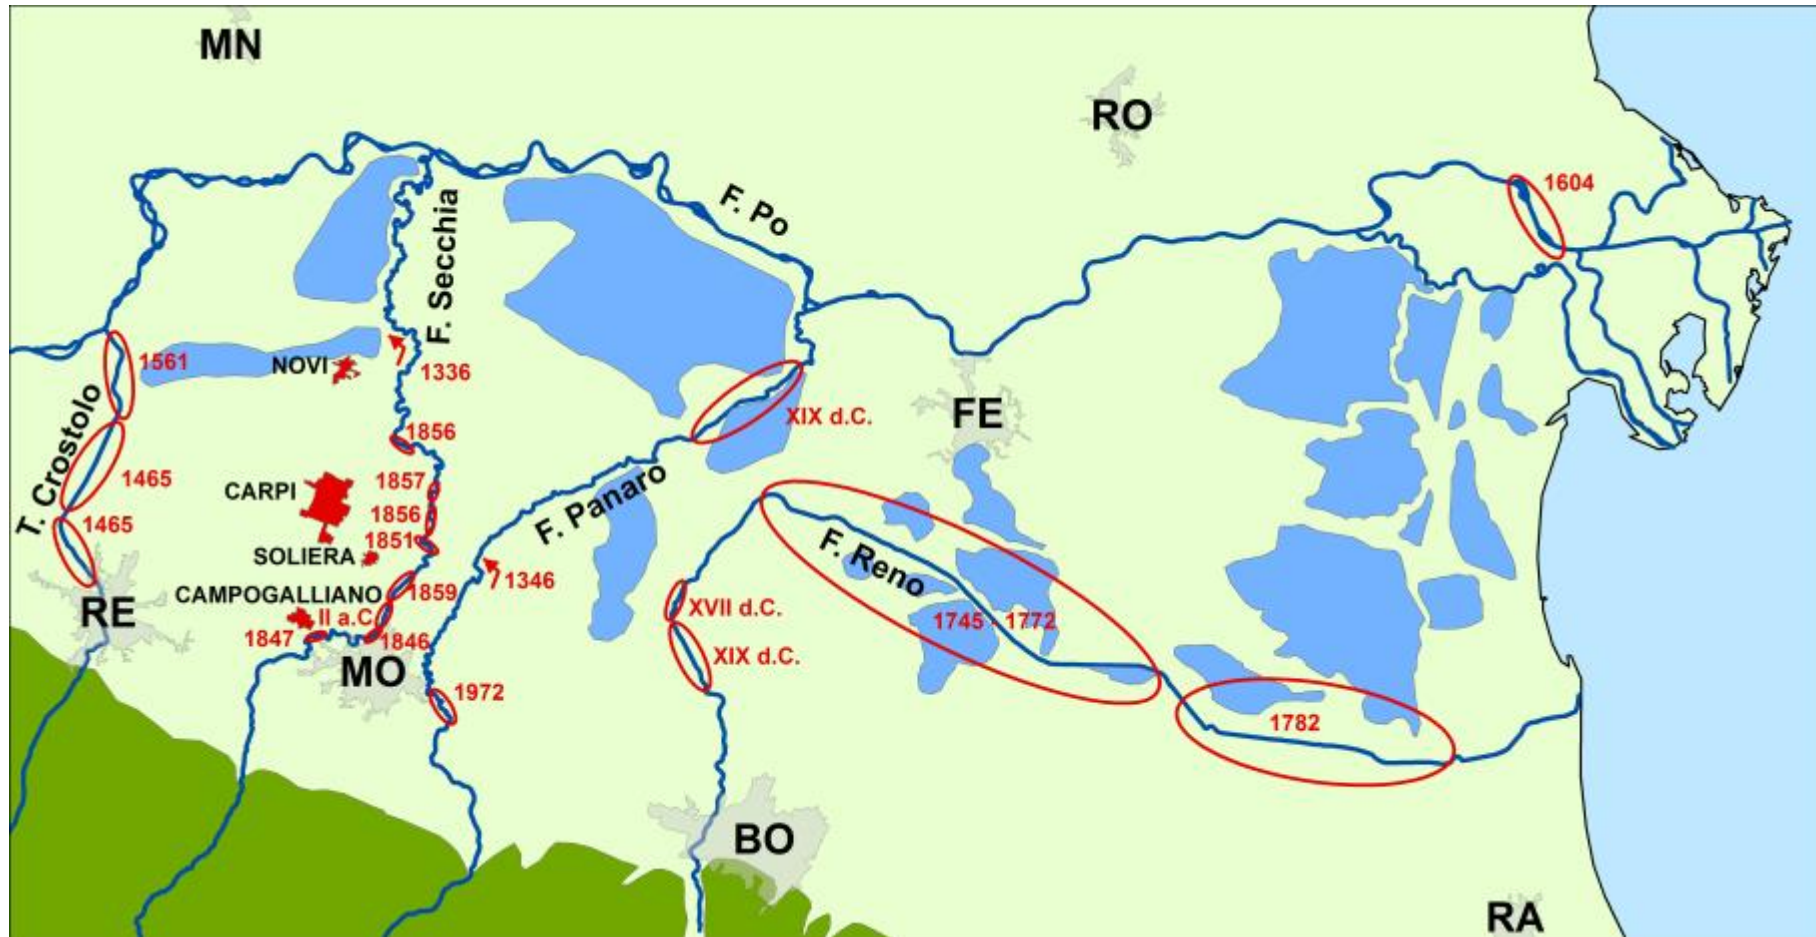 MN
RO
F. Po
F. Secchia
1604
1561
NOVI
1336
T. Crostolo
XIX d.C.
FE
1856
1465
CARPI
1857
F. Panaro
1856
1465
1851
SOLIERA
F. Reno
1346
CAMPOGALLIANO
1859
RE
II a.C
XVII d.C.
1745 - 1772
1847
1846
MO
XIX d.C.
1972
1782
BO
RA